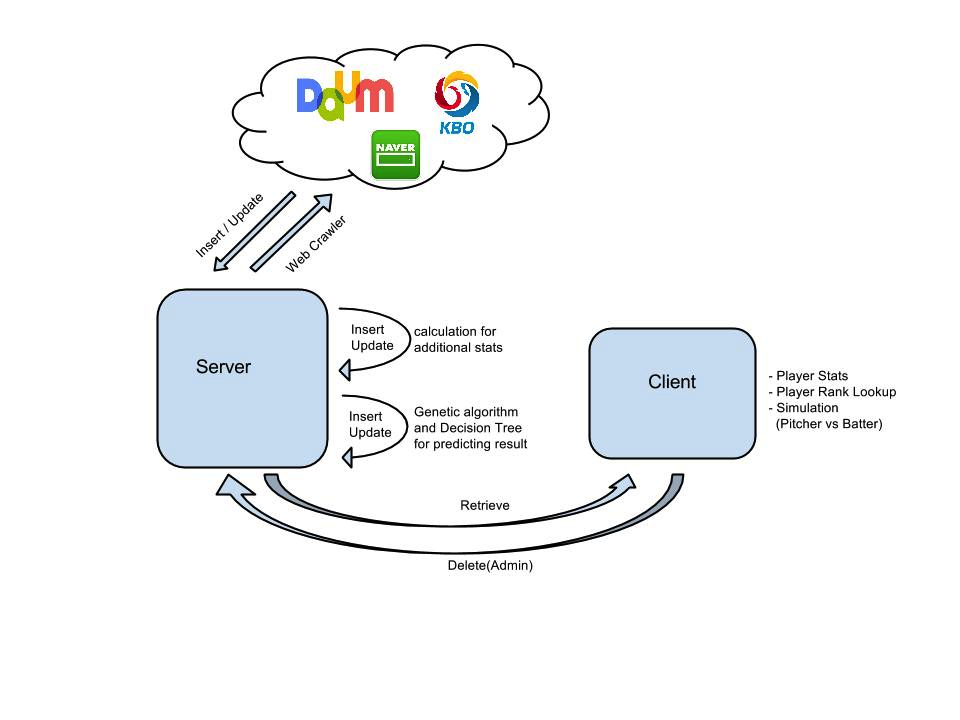 Daum
KBO
NAVER
Insert / Update
Web Crawler
Server
Insert
Update
calculation for
additional stats
Insert
Update
Genetic algorithm
and Decision Tree
for predicting result
Client
- Player Stats
- Player Rank Lookup
- Simulation
(Pitcher vs Batter)
Retrieve
Delete(Admin)